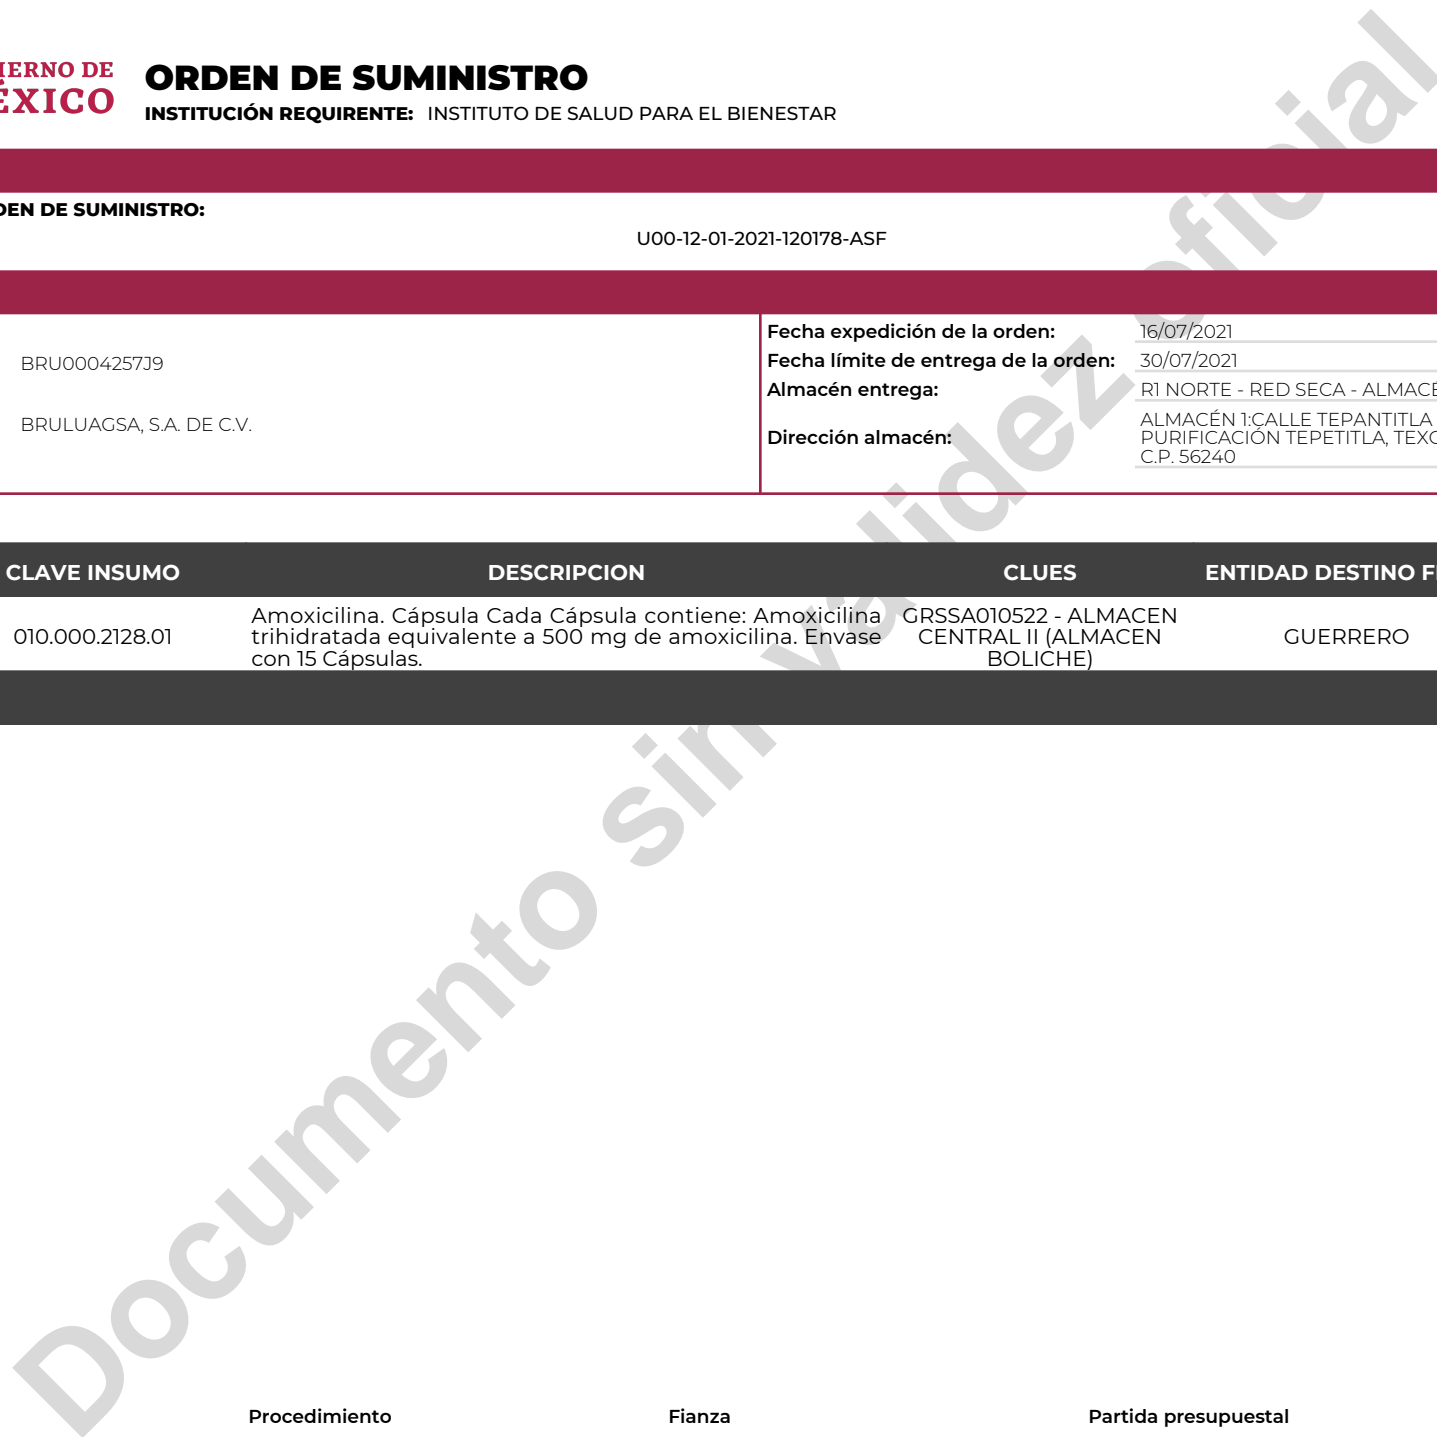 IERNO DE
ÉXICO
ORDEN DE SUMINISTRO
INSTITUCIÓN REQUIRENTE: INSTITUTO DE SALUD PARA EL BIENESTAR
DEN DE SUMINISTRO:
U00-12-01-2021-120178-ASF
BRU0004257J9
BRULUAGSA, S.A. DE C.V.
Fecha expedición de la orden: 16/07/2021
Fecha límite de entrega de la orden: 30/07/2021
Almacén entrega: R1 NORTE - RED SECA - ALMACÉ
Dirección almacén: ALMACÉN 1:CALLE TEPANTITLA
PURIFICACIÓN TEPETITLA, TEXC
C.P. 56240
CLAVE INSUMO DESCRIPCION CLUES ENTIDAD DESTINO FI
010.000.2128.01
Amoxicilina. Cápsula Cada Cápsula contiene: Amoxicilina
trihidratada equivalente a 500 mg de amoxicilina. Envase
con 15 Cápsulas.
GRSSA010522 - ALMACEN
CENTRAL II (ALMACEN
BOLICHE)
GUERRERO
Documento sin validez oficial
Procedimiento Fianza Partida presupuestal